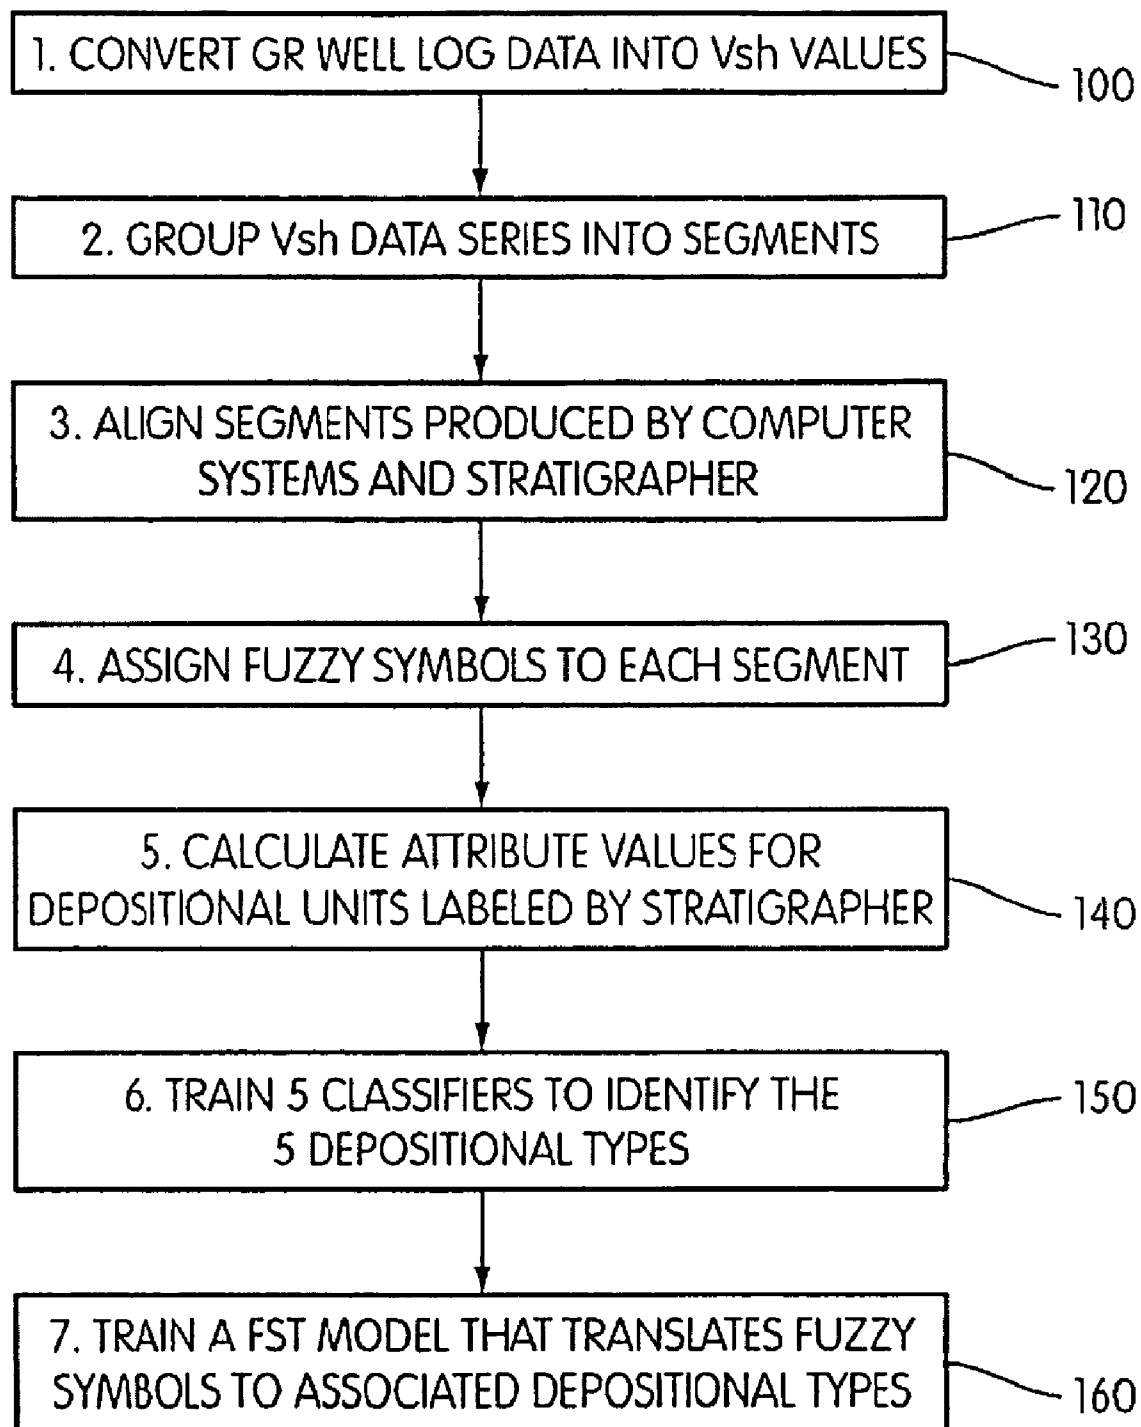 1. CONVERT GR WELL LOG DATA INTO Vsh VALUES
100
2. GROUP Vsh DATA SERIES INTO SEGMENTS
110
3. ALIGN SEGMENTS PRODUCED BY COMPUTER
SYSTEMS AND STRATIGRAPHER
120
4. ASSIGN FUZZY SYMBOLS TO EACH SEGMENT
130
5. CALCULATE ATTRIBUTE VALUES FOR
DEPOSITIONAL UNITS LABELED BY STRATIGRAPHER
140
6. TRAIN 5 CLASSIFIERS TO IDENTIFY THE
5 DEPOSITIONAL TYPES
150
7. TRAIN A FST MODEL THAT TRANSLATES FUZZY
SYMBOLS TO ASSOCIATED DEPOSITIONAL TYPES
160